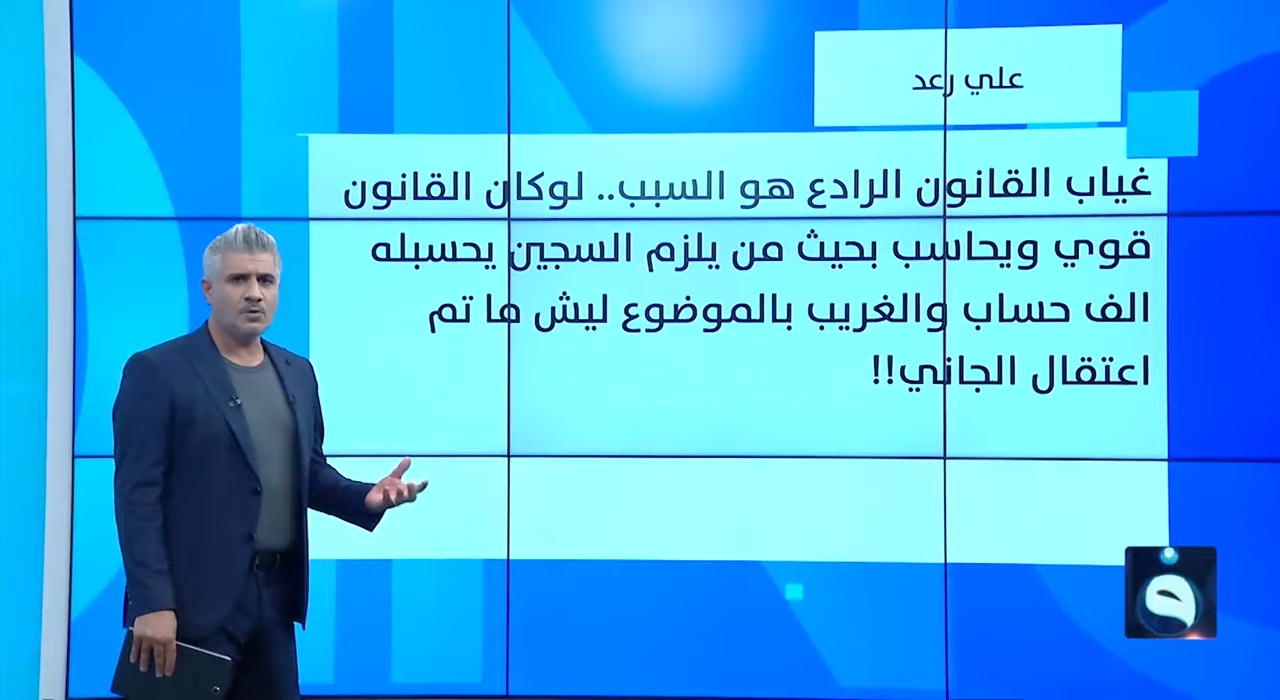 علي رعد
غياب القانون الرادع هو السبب.. لوكان القانون
قوي ويحاسب بحيث من يلزم السجين يحسبله
الف حساب والغريب بالموضوع ليش ما تم
اعتقال الجاني!!